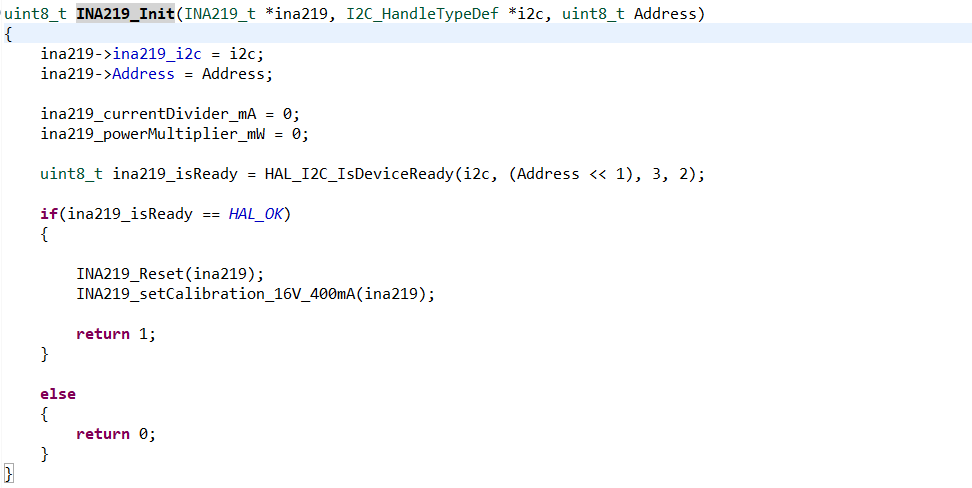 uint8_t INA219_Init(INA219_t *ina219, I2C_HandleTypeDef *i2c, uint8_t Address)
{
    ina219->ina219_i2c = i2c;
    ina219->Address = Address;

    ina219_currentDivider_mA = 0;
    ina219_powerMultiplier_mW = 0;

    uint8_t ina219_isReady = HAL_I2C_IsDeviceReady(i2c, (Address << 1), 3, 2);

    if(ina219_isReady == HAL_OK)
    {

        INA219_Reset(ina219);
        INA219_setCalibration_16V_400mA(ina219);

        return 1;
    }

    else
    {
        return 0;
    }
}